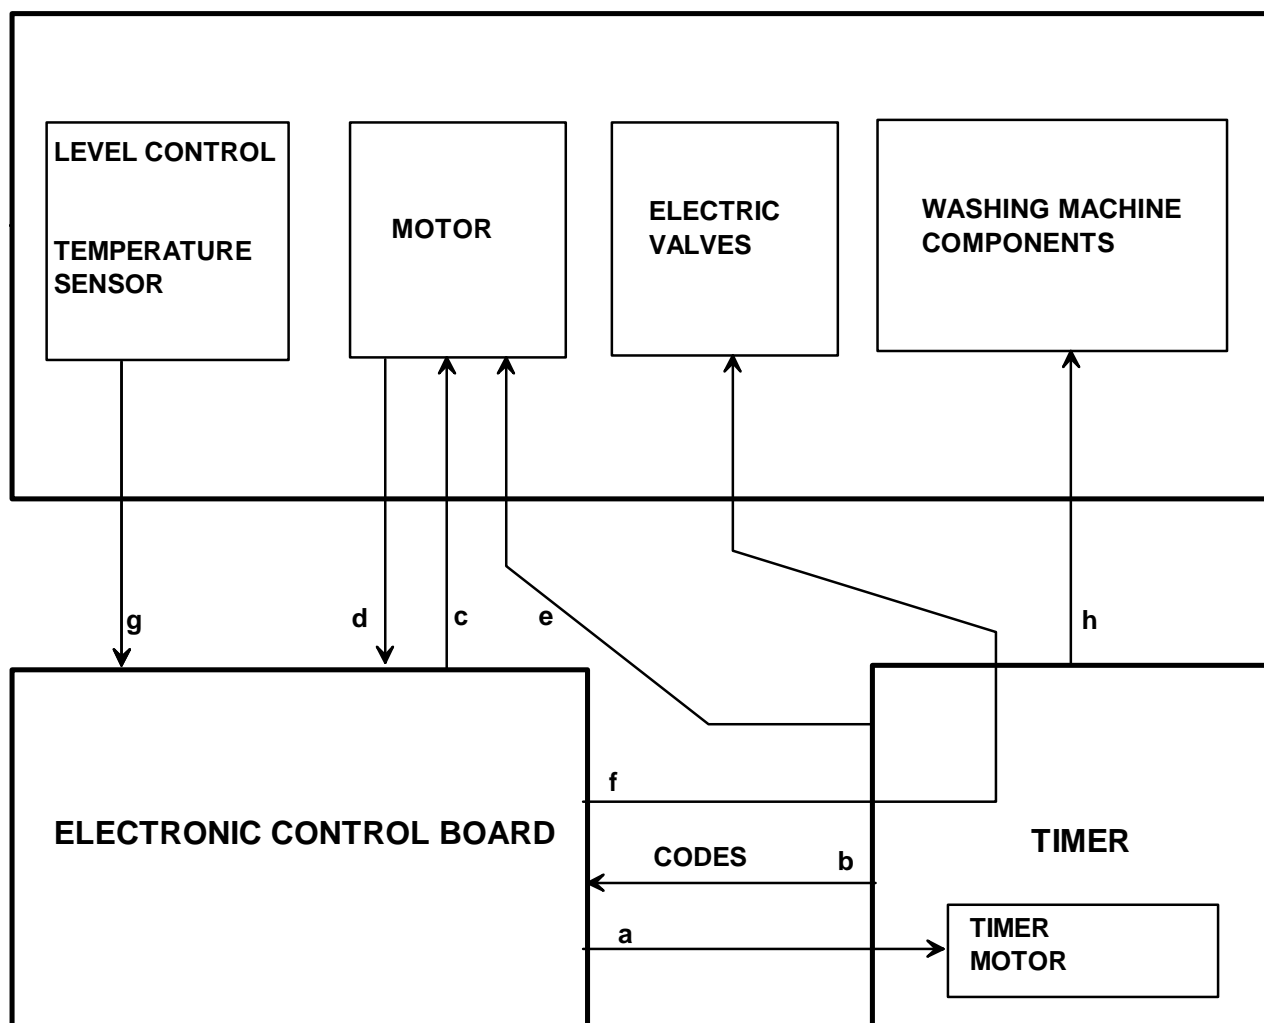 LEVEL CONTROL
TEMPERATURE
SENSOR
MOTOR
ELECTRIC
VALVES
WASHING MACHINE
COMPONENTS
g
d
c
e
h
f
ELECTRONIC CONTROL BOARD
CODES
b
a
TIMER
TIMER
MOTOR